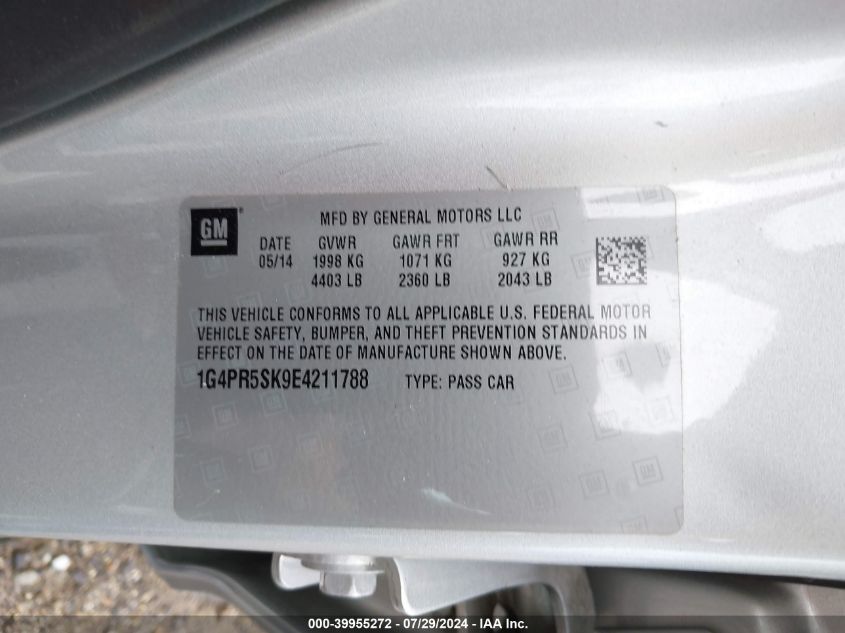 GM
MFD BY GENERAL MOTORS LLC
DATE GVWR GAWR FRT GAWR RR
05/14 1998 KG 1071 KG 927 KG
4403 LB 2360 LB 2043 LB
THIS VEHICLE CONFORMS TO ALL APPLICABLE U.S. FEDERAL MOTOR
VEHICLE SAFETY, BUMPER, AND THEFT PREVENTION STANDARDS IN
EFFECT ON THE DATE OF MANUFACTURE SHOWN ABOVE.
1G4PR5SK9E4211788 TYPE: PASS CAR
000-39955272 - 07/29/2024 - IAA Inc.